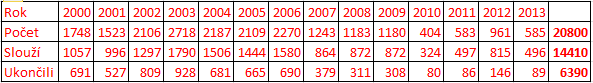 Rok 2000 2001 2002 2003 2004 2005 2006 2007 2008 2009 2010 2011 2012 2013
Počet 1748 1523 2106 2718 2187 2109 2270 1243 1183 1180 404 583 961 585 20800
Slouží 1057 996 1297 1790 1506 1444 1580 864 872 872 324 497 815 496 14410
Ukončili 691 527 809 928 681 665 690 379 311 308 80 86 146 89 6390